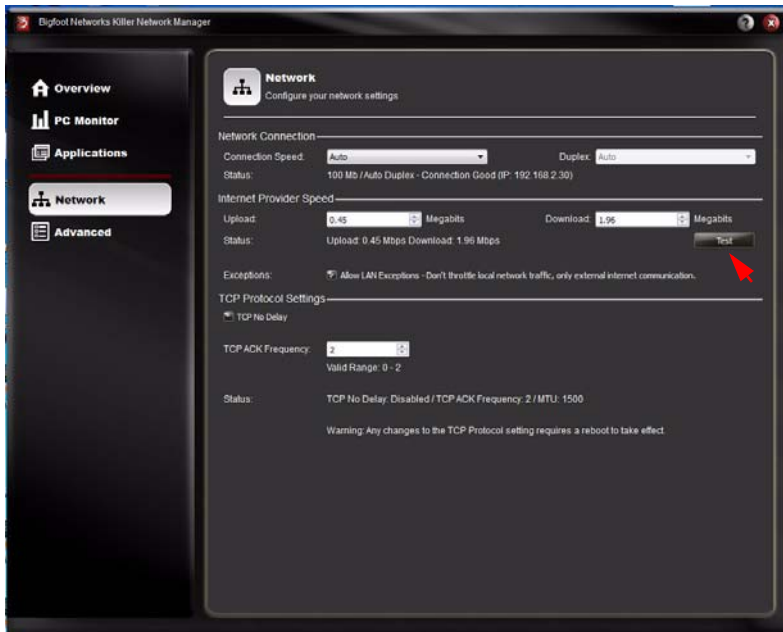 Bigfoot Networks Killer Network Manager
Overview
PC Monitor
Applications
Network
Advanced
Network
Configure your network settings
Network Connection
Connection Speed: Auto Duplex: Auto
Status: 100 Mb / Auto Duplex - Connection Good (IP: 192.168.2.30)
Internet Provider Speed
Upload: 0.45 Megabits Download: 1.96 Megabits
Status: Upload: 0.45 Mbps Download: 1.96 Mbps Test
Exceptions: Allow LAN Exceptions - Don't throttle local network traffic, only external internet communication.
TCP Protocol Settings
TCP No Delay
TCP ACK Frequency: 2
Valid Range: 0 - 2
Status: TCP No Delay: Disabled / TCP ACK Frequency: 2 / MTU: 1500
Warning: Any changes to the TCP Protocol setting requires a reboot to take effect.